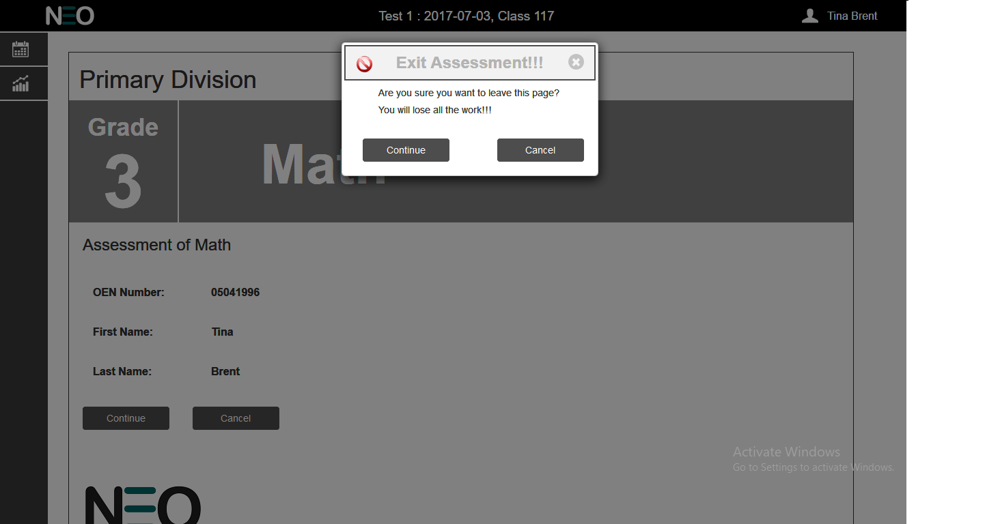 NEO
Test 1 : 2017-07-03, Class 117
Tina Brent
Exit Assessment!!!
Are you sure you want to leave this page?
You will lose all the work!!!
Continue
Cancel
Primary Division
Grade
3
Math
Assessment of Math
OEN Number: 05041996
First Name: Tina
Last Name: Brent
Continue
Cancel
Activate Windows
Go to Settings to activate Windows.
NEO